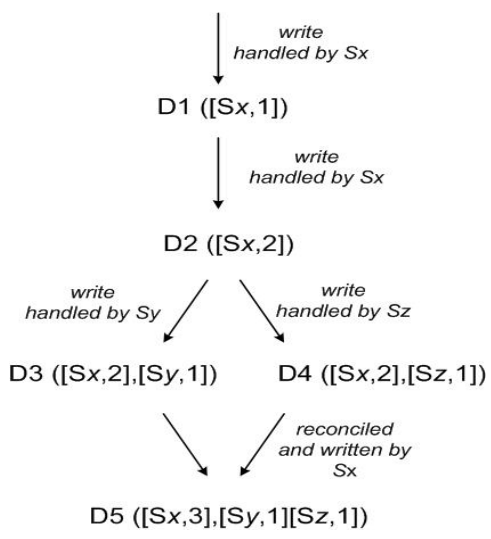 write
handled by Sx
D1 ([Sx,1])
write
handled by Sx
D2 ([Sx,2])
write
handled by Sy
write
handled by Sz
D3 ([Sx,2],[Sy,1])
D4 ([Sx,2],[Sz,1])
reconciled
and written by
Sx
D5 ([Sx,3],[Sy,1][Sz,1])